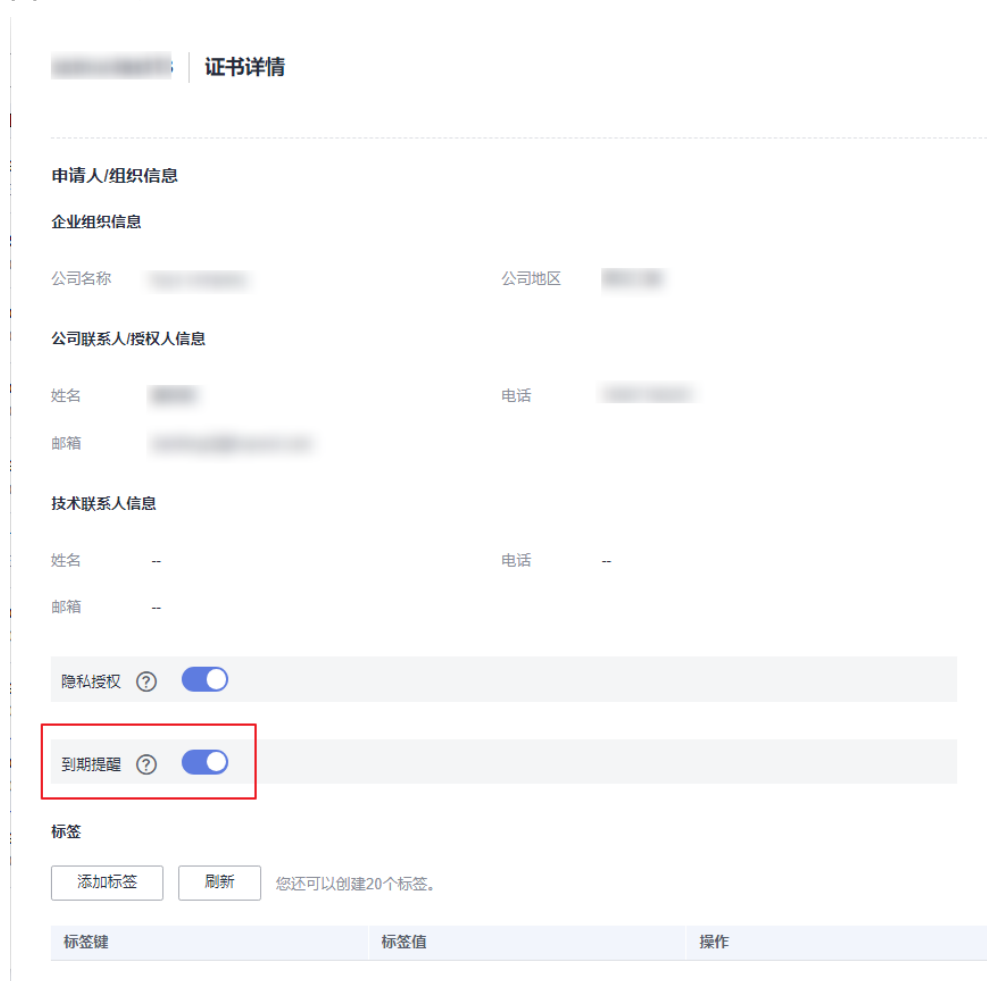 证书详情
申请人/组织信息
企业组织信息
公司名称 公司地区
公司联系人/授权人信息
姓名 电话
邮箱
技术联系人信息
姓名 -- 电话 --
邮箱 --
隐私授权 ?
到期提醒 ?
标签
添加标签 刷新 您还可以创建20个标签。
标签键 标签值 操作